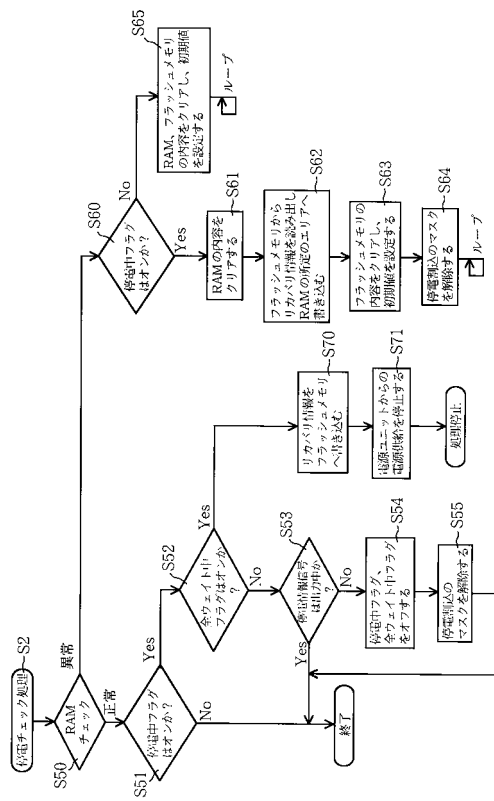 停電チェック処理
S2
S50
RAM
チェック
異常
正常
S51
停電中フラグ
はオンか?
Yes
No
S52
全ウェイト中
フラグはオンか
?
Yes
No
S53
停電情報信号
は出力中か
?
Yes
No
S54
停電中フラグ、
全ウェイト中フラグ
をオフする
S55
停電割込の
マスクを解除する
終了
S70
リカバリ情報を
フラッシュメモリ
へ書き込む
S71
電源ユニットからの
電源供給を停止する
処理停止
S60
停電中フラグ
はオンか?
No
Yes
S65
RAM、フラッシュメモリ
の内容をクリアし、初期値
を設定する
ループ
S61
RAMの内容を
クリアする
S62
フラッシュメモリから
リカバリ情報を読み出し
RAMの所定のエリアへ
書き込む
S63
フラッシュメモリの
内容をクリアし、
初期値を設定する
S64
停電割込のマスク
を解除する
ループ